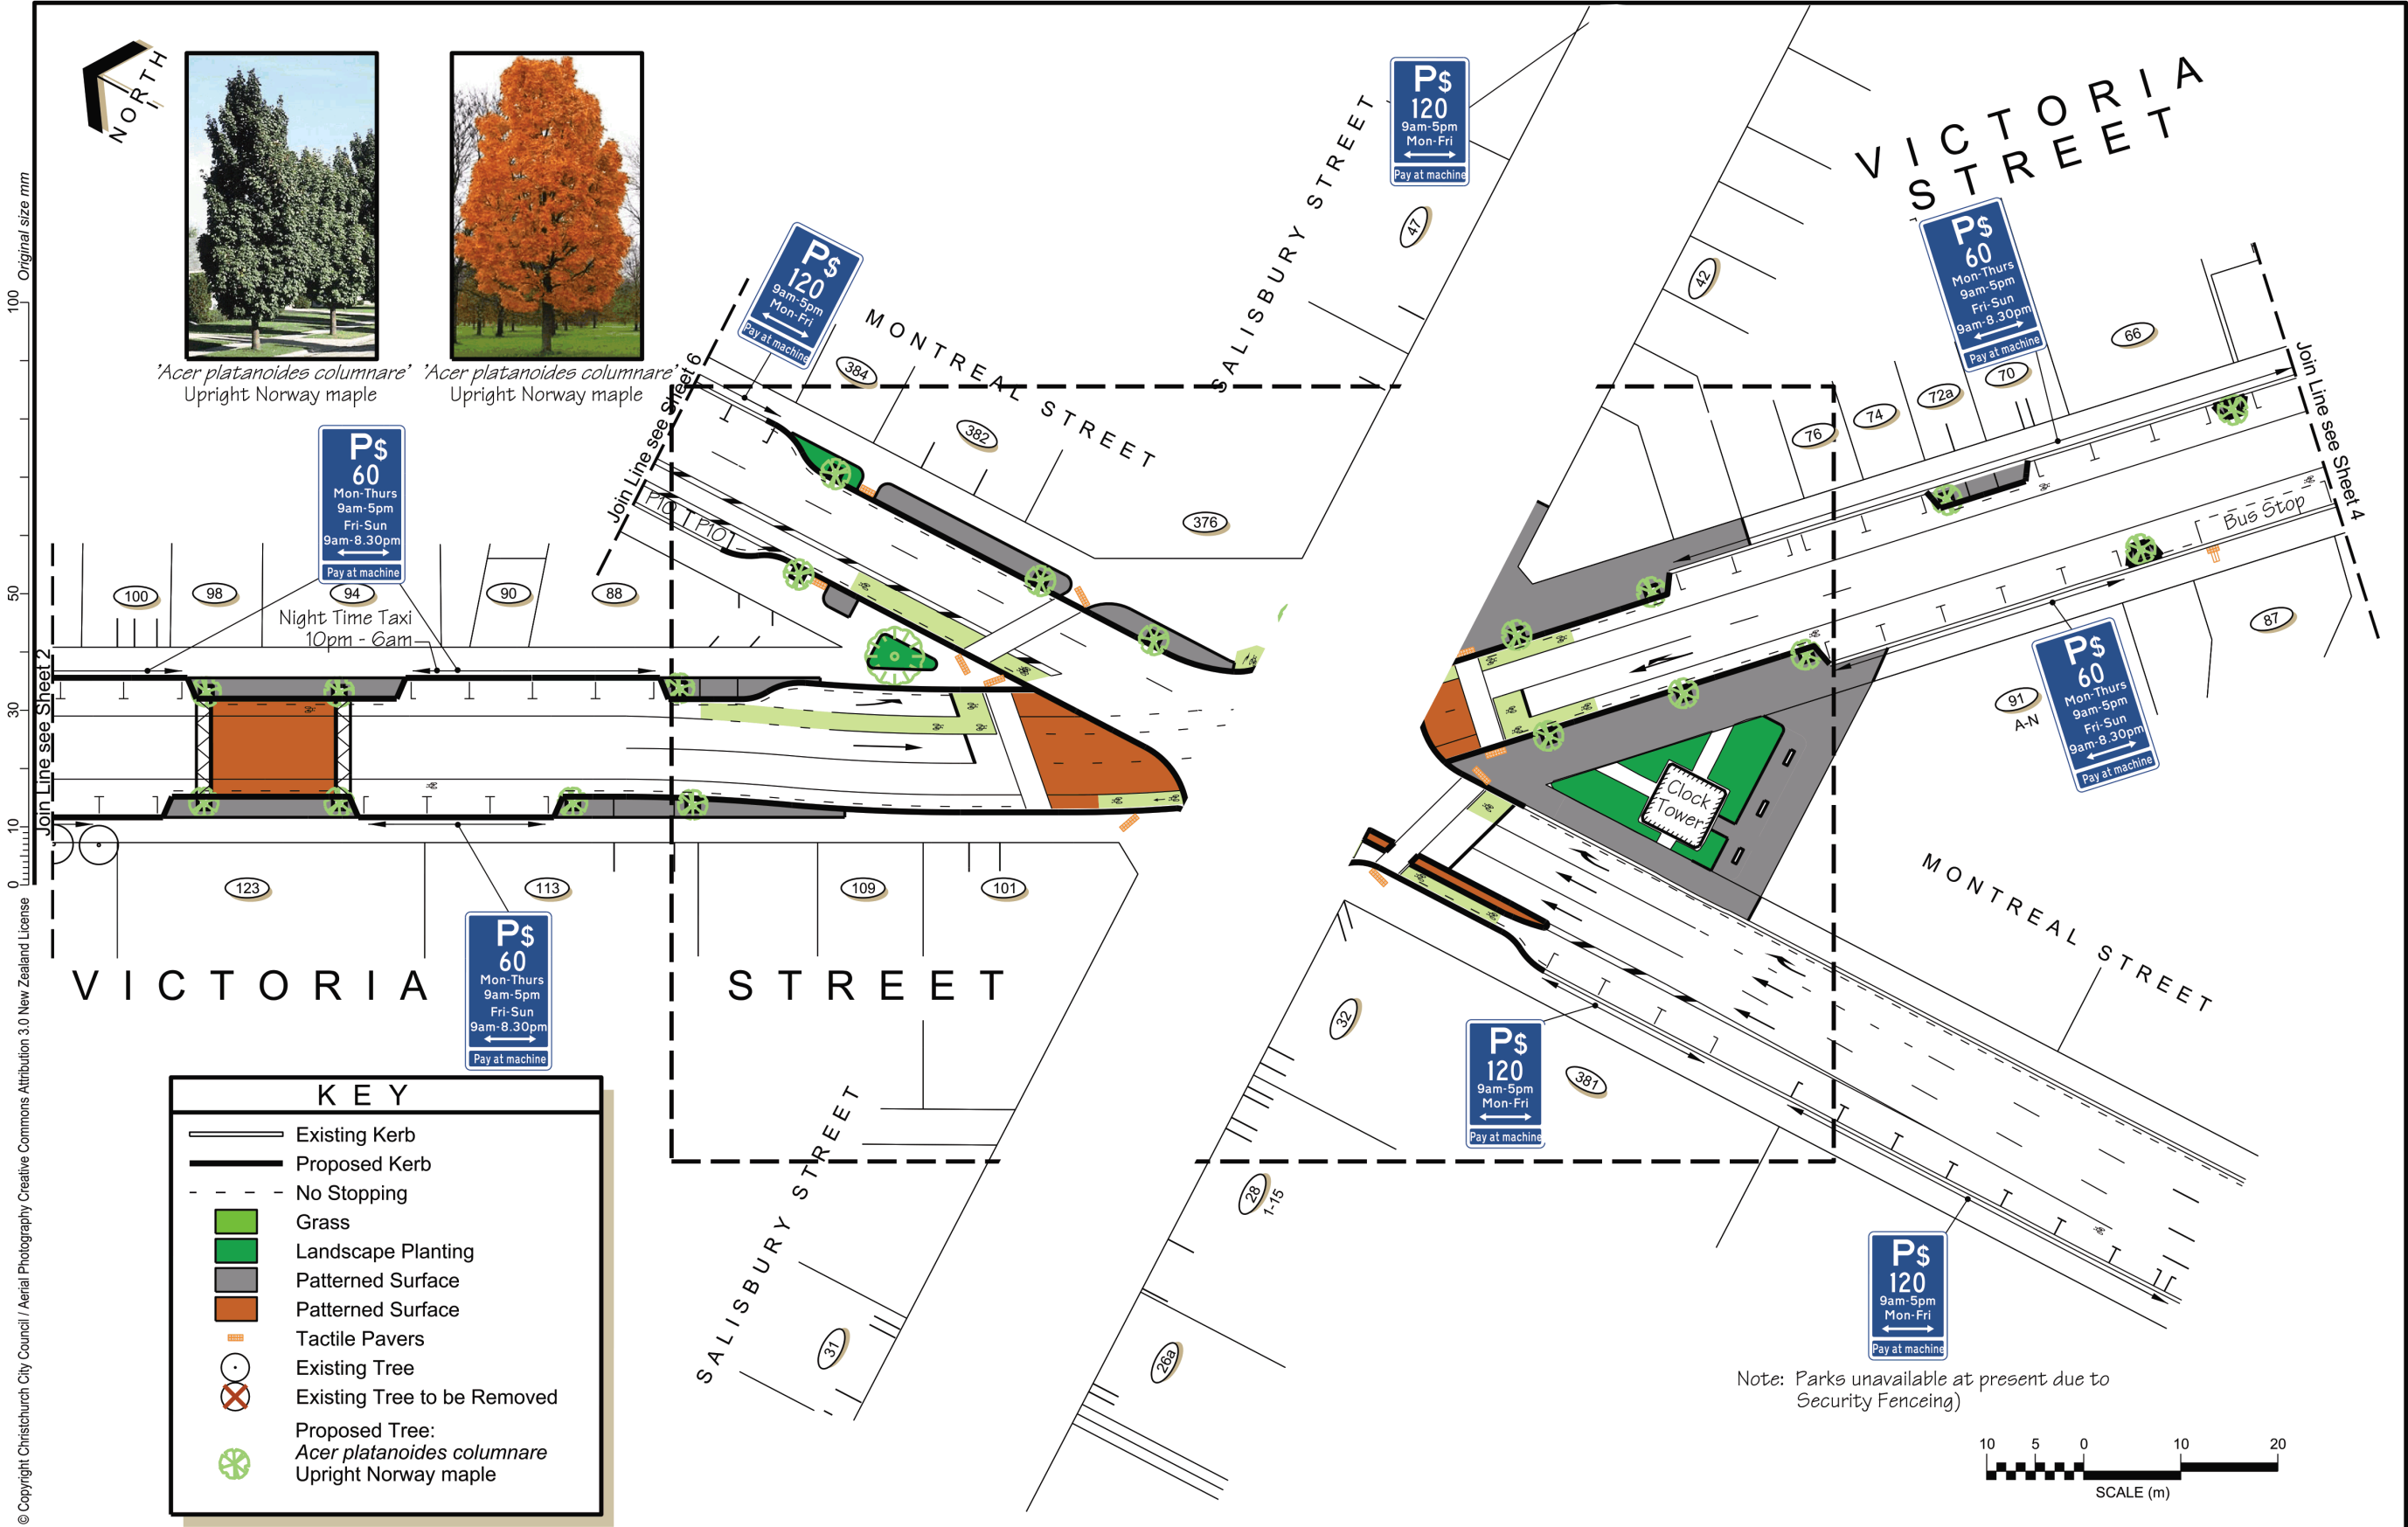 NORTH
'Acer platanoides columnare'
Upright Norway maple
'Acer platanoides columnare'
Upright Norway maple
Original size mm
100
50
30
10
0
© Copyright Christchurch City Council / Aerial Photography Creative Commons Attribution 3.0 New Zealand License
P$
120
9am-5pm
Mon-Fri
Pay at machine
P$
120
9am-5pm
Mon-Fri
Pay at machine
P$
60
Mon-Thurs
9am-5pm
Fri-Sun
9am-8.30pm
Pay at machine
P$
60
Mon-Thurs
9am-5pm
Fri-Sun
9am-8.30pm
Pay at machine
VICTORIA
STREET
SALISBURY STREET
MONTREAL STREET
47
42
384
382
376
66
70
72a
74
76
Join Line see Sheet 6
Join Line see Sheet 4
Join Line see Sheet 2
P10
P10
Bus Stop
100
98
94
90
88
Night Time Taxi
10pm - 6am
87
91
A-N
P$
60
Mon-Thurs
9am-5pm
Fri-Sun
9am-8.30pm
Pay at machine
Clock
Tower
123
113
109
101
MONTREAL STREET
VICTORIA STREET
P$
60
Mon-Thurs
9am-5pm
Fri-Sun
9am-8.30pm
Pay at machine
32
P$
120
9am-5pm
Mon-Fri
Pay at machine
381
SALISBURY STREET
28
1-15
31
26a
P$
120
9am-5pm
Mon-Fri
Pay at machine
Note: Parks unavailable at present due to
Security Fenceing)
KEY
Existing Kerb
Proposed Kerb
No Stopping
Grass
Landscape Planting
Patterned Surface
Patterned Surface
Tactile Pavers
Existing Tree
Existing Tree to be Removed
Proposed Tree:
Acer platanoides columnare
Upright Norway maple
10 5 0 10 20
SCALE (m)